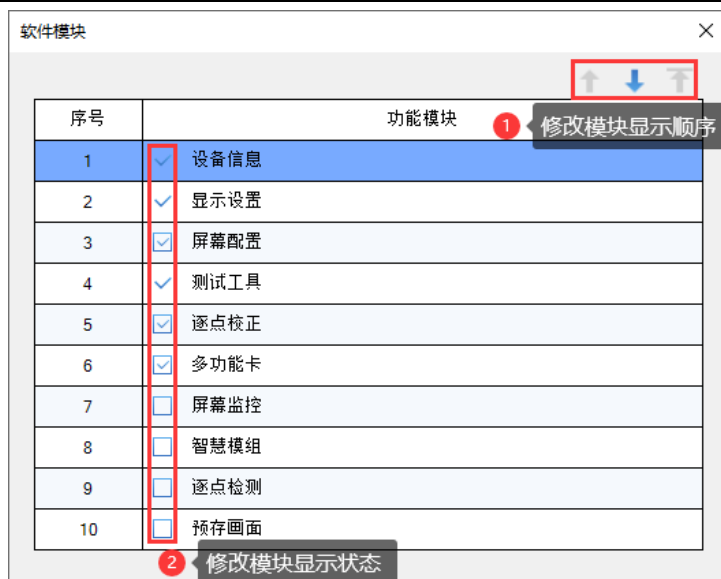 软件模块
序号 功能模块
1 修改模块显示顺序
1 设备信息
2 显示设置
3 屏幕配置
4 测试工具
5 逐点校正
6 多功能卡
7 屏幕监控
8 智慧模组
9 逐点检测
10 预存画面
2 修改模块显示状态